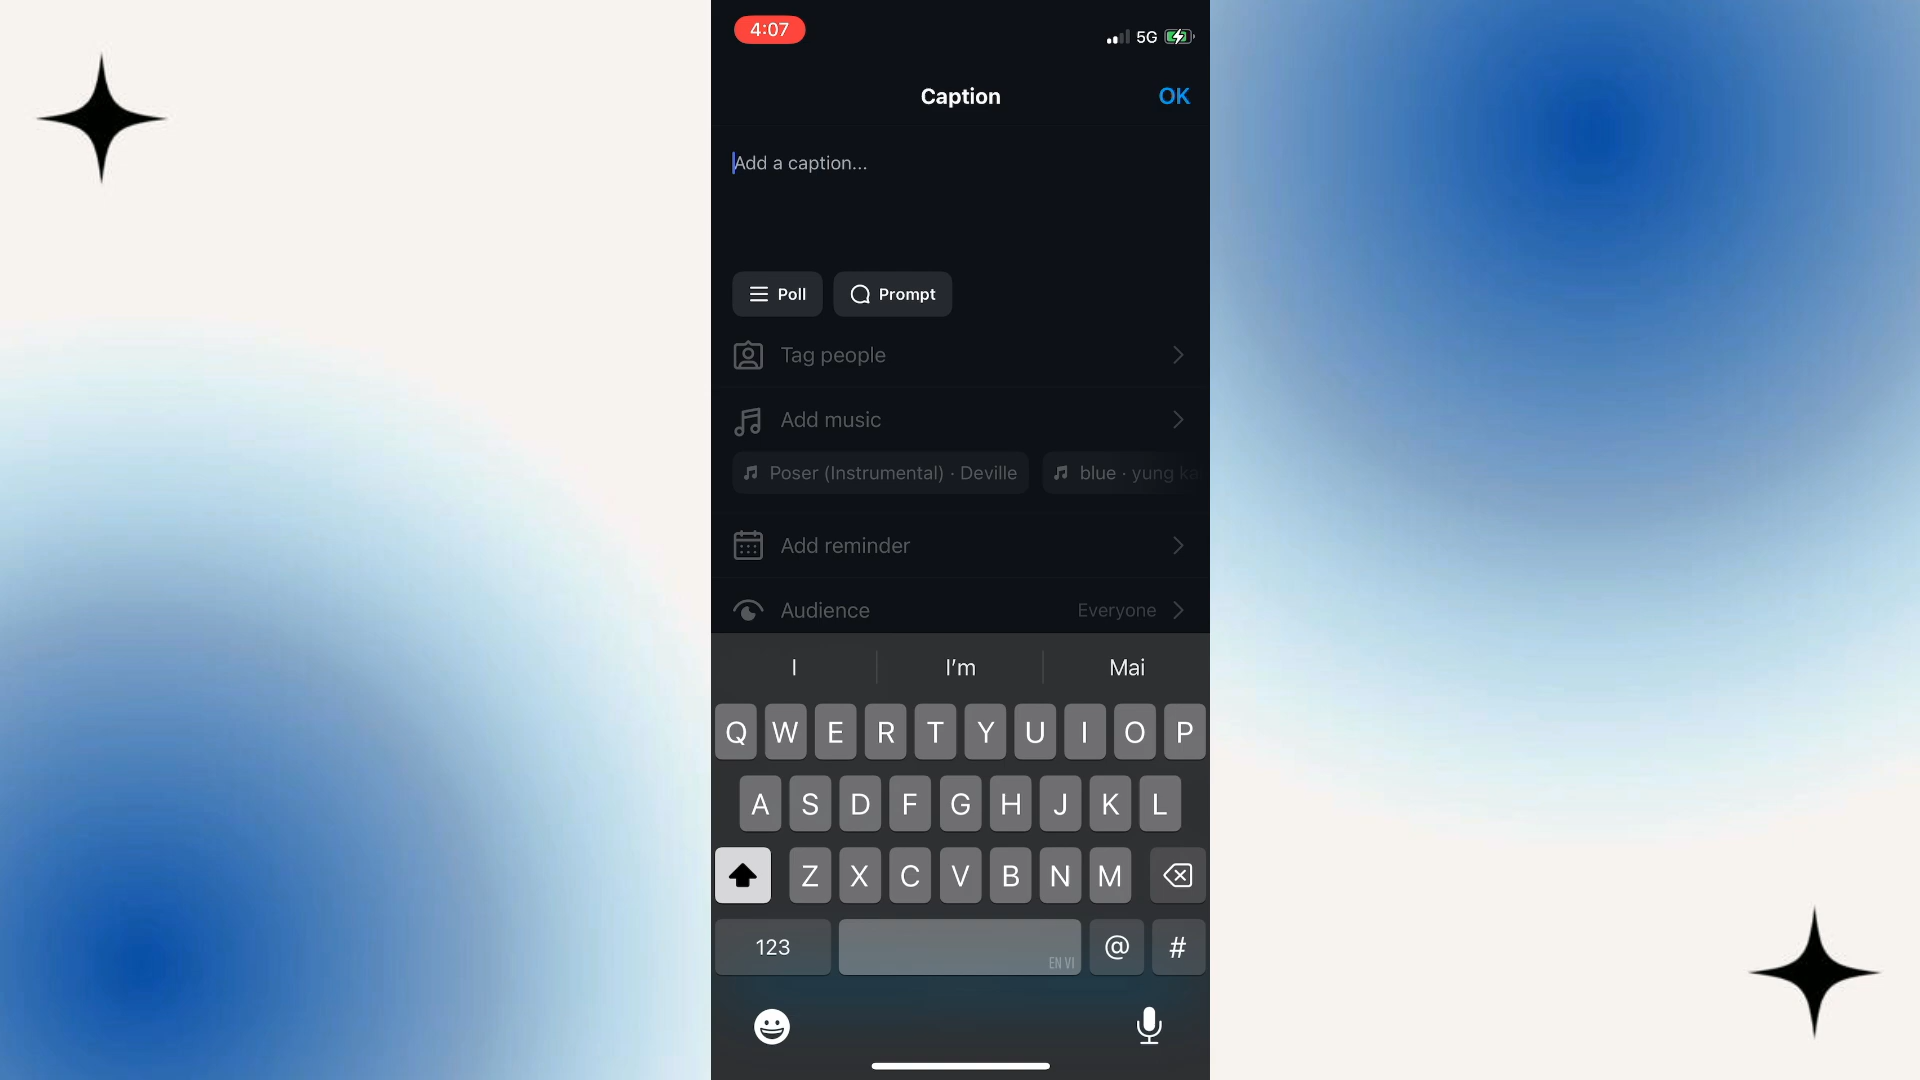 4:07
5G
Caption
OK
Add a caption...
Poll
Prompt
Tag people
Add music
Poser (Instrumental) · Deville
blue · yung
Add reminder
Audience
Everyone
I
I'm
Mai
Q W E R T Y U I O P
A S D F G H J K L
Z X C V B N M
123
EN VI
@
#